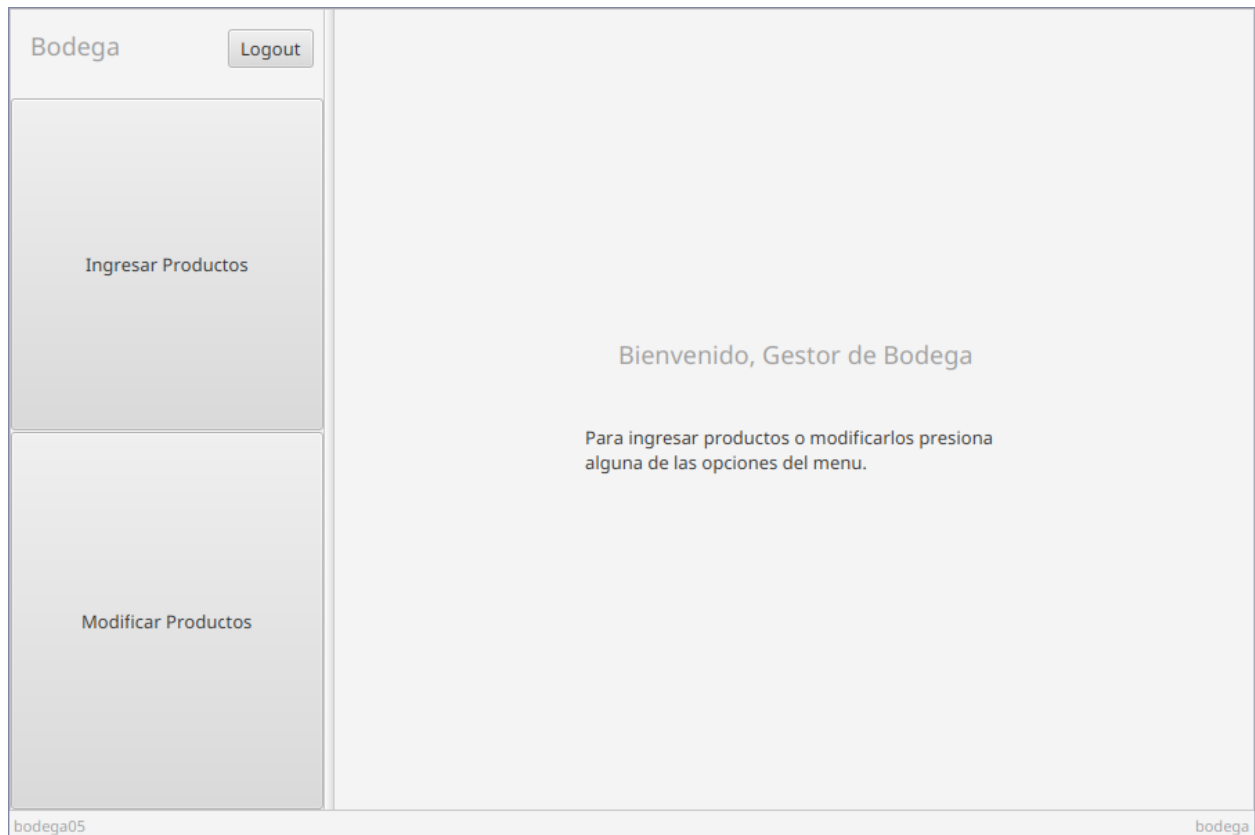 Bodega
Logout
Ingresar Productos
Modificar Productos
Bienvenido, Gestor de Bodega
Para ingresar productos o modificarlos presiona
alguna de las opciones del menu.
bodega05
bodega